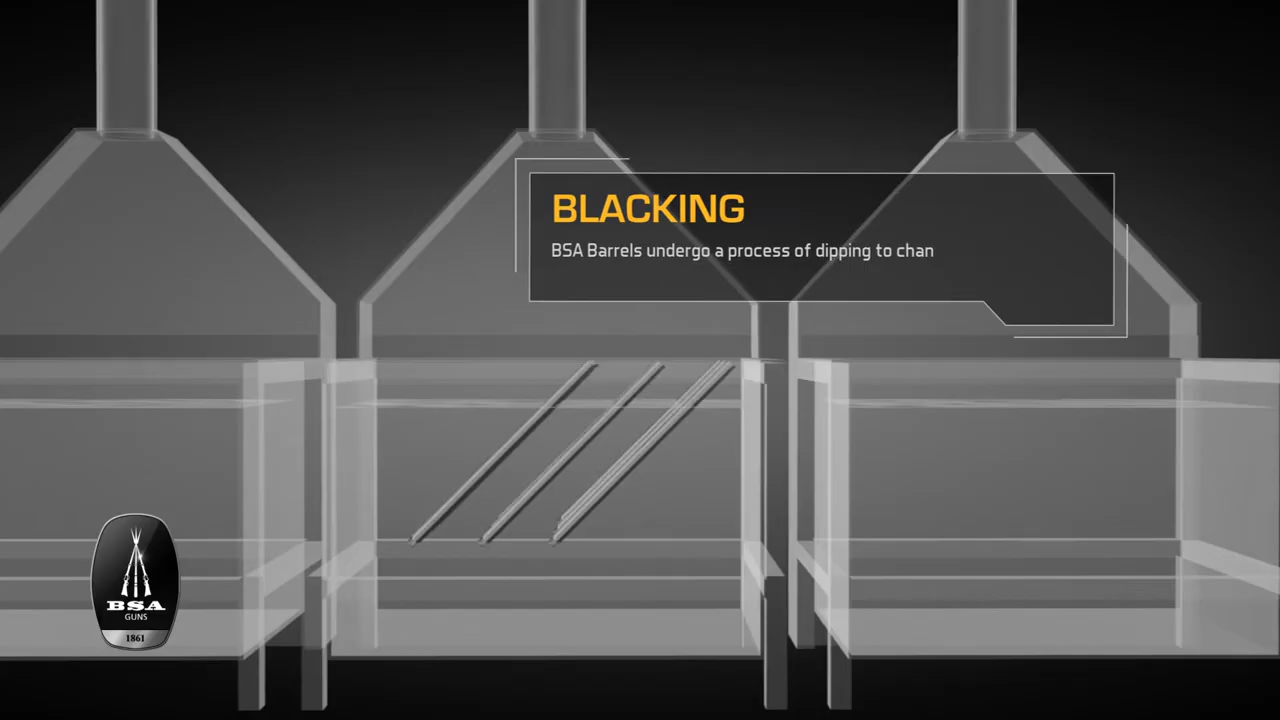 BLACKING
BSA Barrels undergo a process of dipping to chan
BSA
GUNS
1861